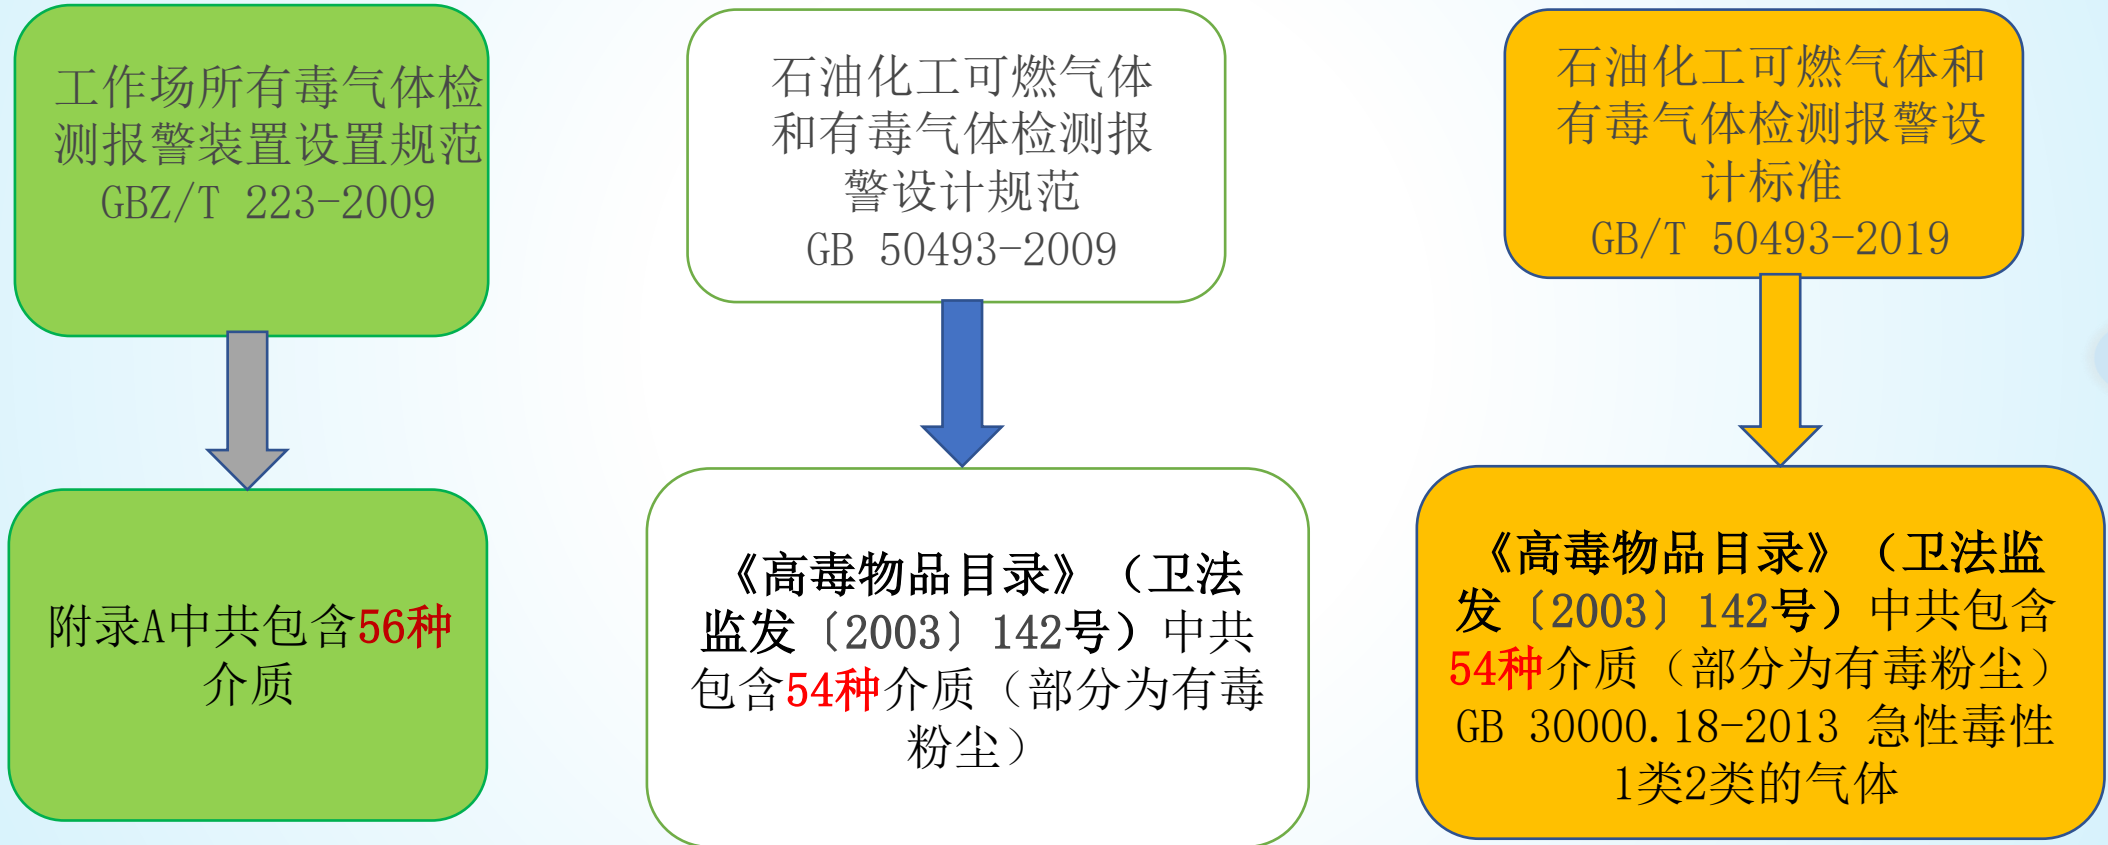 工作场所有毒气体检
测报警装置设置规范
GBZ/T 223-2009
石油化工可燃气体
和有毒气体检测报
警设计规范
GB 50493-2009
石油化工可燃气体和
有毒气体检测报警设
计标准
GB/T 50493-2019
附录A中共包含56种
介质
《高毒物品目录》（卫法
监发〔2003〕142号）中共
包含54种介质（部分为有毒
粉尘）
《高毒物品目录》（卫法监
发〔2003〕142号）中共包含
54种介质（部分为有毒粉尘）
GB 30000.18-2013 急性毒性
1类2类的气体